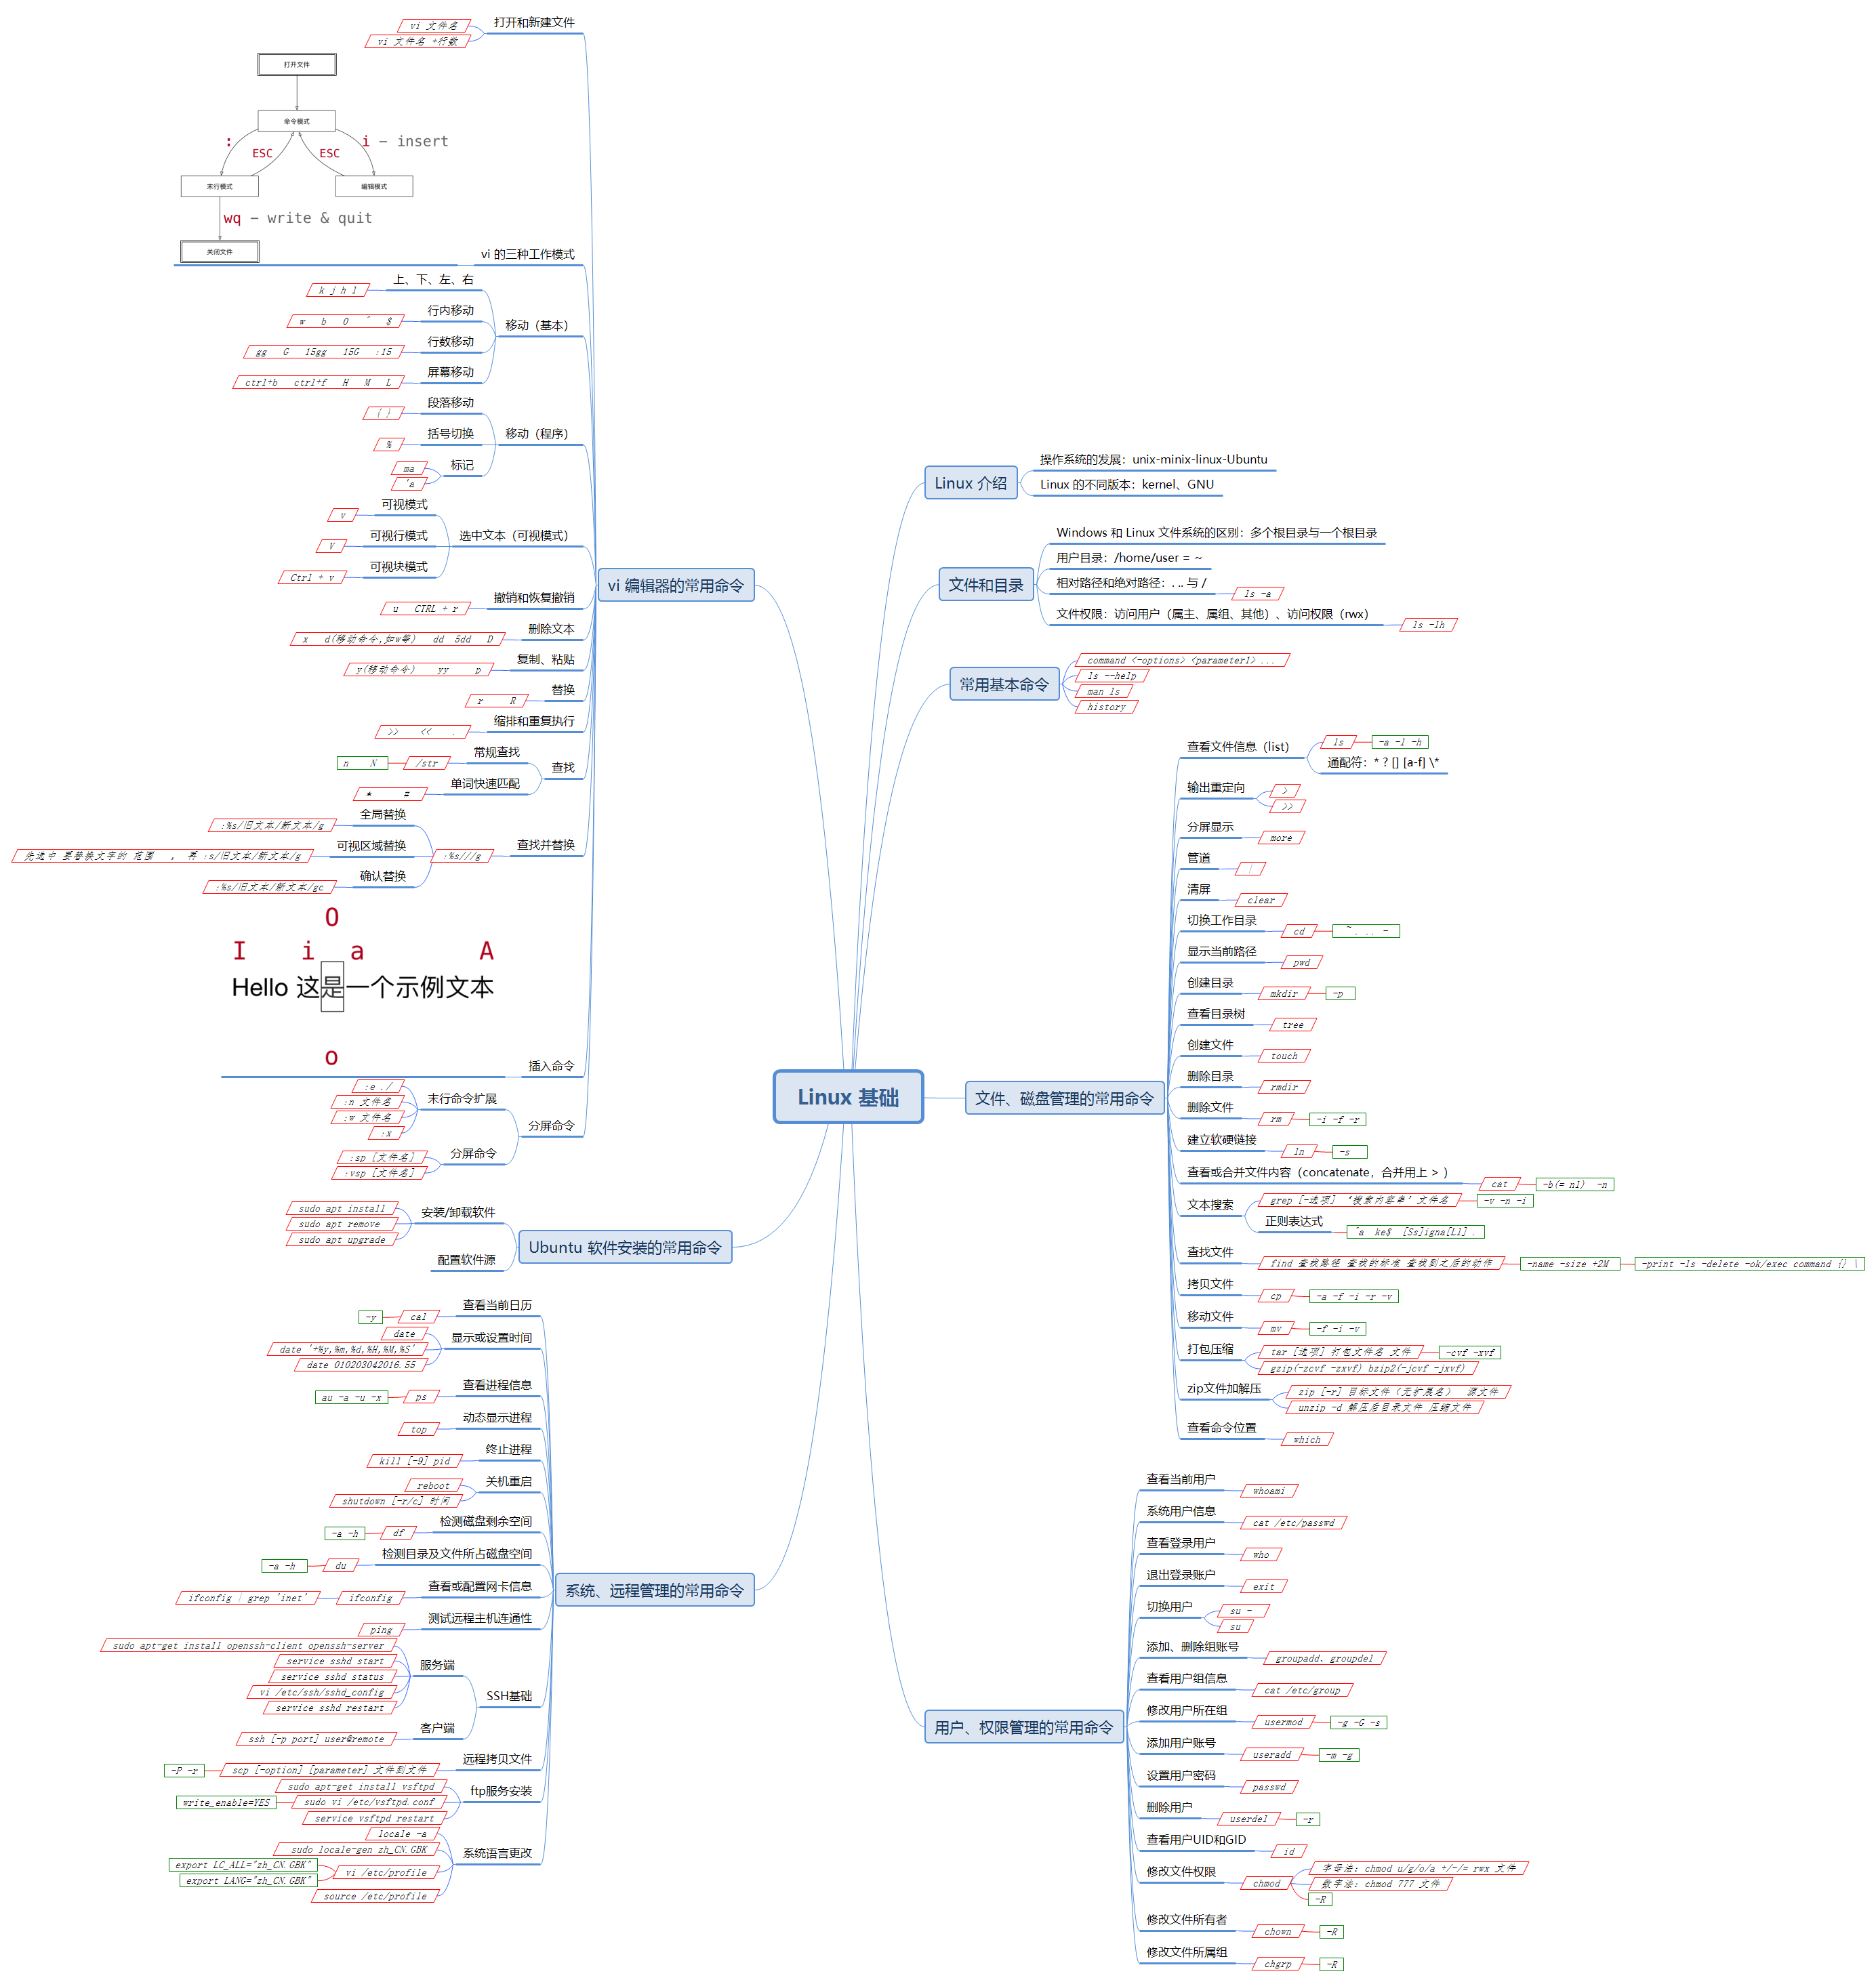 Linux 基础
Linux 介绍
操作系统的发展：unix-minix-linux-Ubuntu
Linux 的不同版本：kernel、GNU
文件和目录
Windows 和 Linux 文件系统的区别：多个根目录与一个根目录
用户目录：/home/user = ~
相对路径和绝对路径：. .. 与 /
ls -a
文件权限：访问用户（属主、属组、其他）、访问权限（rwx）
ls -lh
常用基本命令
command <-options> <parameter1> ...
ls --help
man ls
history
文件、磁盘管理的常用命令
查看文件信息（list）
ls
-a -l -h
通配符：* ? [] [a-f] \*
输出重定向
>
>>
分屏显示
more
管道
|
清屏
clear
切换工作目录
cd
~ . .. -
显示当前路径
pwd
创建目录
mkdir
-p
查看目录树
tree
创建文件
touch
删除目录
rmdir
删除文件
rm
-i -f -r
建立软硬链接
ln
-s
查看或合并文件内容（concatenate，合并用上 > ）
cat
-b(= nl) -n
文本搜索
grep [-选项] ‘搜索内容串’ 文件名
-v -n -i
正则表达式
^a ke$ [Ss]igna[Ll] .
查找文件
find 查找路径 查找的标准 查找到之后的动作
-name -size +2M
-print -ls -delete -ok/exec command {} \
拷贝文件
cp
-a -f -i -r -v
移动文件
mv
-f -i -v
打包压缩
tar [选项] 打包文件名 文件
-cvf -xvf
gzip(-zcvf -zxvf) bzip2(-jcvf -jxvf)
zip文件加解压
zip [-r] 目标文件（无扩展名） 源文件
unzip -d 解压后目录文件 压缩文件
查看命令位置
which
用户、权限管理的常用命令
查看当前用户
whoami
系统用户信息
cat /etc/passwd
查看登录用户
who
退出登录账户
exit
切换用户
su -
su
添加、删除组账号
groupadd、groupdel
查看用户组信息
cat /etc/group
修改用户所在组
usermod
-g -G -s
添加用户账号
useradd
-m -g
设置用户密码
passwd
删除用户
userdel
-r
查看用户UID和GID
id
修改文件权限
chmod
字母法：chmod u/g/o/a +/-/= rwx 文件
数字法：chmod 777 文件
-R
修改文件所有者
chown
-R
修改文件所属组
chgrp
-R
vi 编辑器的常用命令
打开和新建文件
vi 文件名
vi 文件名 +行数
vi 的三种工作模式
打开文件
命令模式
:
ESC
ESC
i - insert
末行模式
编辑模式
wq - write & quit
关闭文件
移动（基本）
上、下、左、右
k j h l
行内移动
w b 0 ^ $
行数移动
gg G 15gg 15G :15
屏幕移动
ctrl+b ctrl+f H M L
移动（程序）
段落移动
{ }
括号切换
%
标记
ma
'a
选中文本（可视模式）
可视模式
v
可视行模式
V
可视块模式
Ctrl + v
撤销和恢复撤销
u CTRL + r
删除文本
x d(移动命令,如w等) dd 5dd D
复制、粘贴
y(移动命令) yy p
替换
r R
缩排和重复执行
>> << .
查找
常规查找
/str
n N
单词快速匹配
* #
查找并替换
:%s///g
全局替换
:%s/旧文本/新文本/g
可视区域替换
先选中 要替换文字的 范围 ， 再 :s/旧文本/新文本/g
确认替换
:%s/旧文本/新文本/gc
插入命令
O
I i a A
Hello 这是一个示例文本
o
分屏命令
末行命令扩展
:e ./
:n 文件名
:w 文件名
:x
分屏命令
:sp [文件名]
:vsp [文件名]
Ubuntu 软件安装的常用命令
安装/卸载软件
sudo apt install
sudo apt remove
sudo apt upgrade
配置软件源
系统、远程管理的常用命令
查看当前日历
cal
-y
显示或设置时间
date
date '+%y,%m,%d,%H,%M,%S'
date 010203042016.55
查看进程信息
ps
au -a -u -x
动态显示进程
top
终止进程
kill [-9] pid
关机重启
reboot
shutdown [-r/c] 时间
检测磁盘剩余空间
df
-a -h
检测目录及文件所占磁盘空间
du
-a -h
查看或配置网卡信息
ifconfig
ifconfig | grep 'inet'
测试远程主机连通性
ping
SSH基础
服务端
sudo apt-get install openssh-client openssh-server
service sshd start
service sshd status
vi /etc/ssh/sshd_config
service sshd restart
客户端
ssh [-p port] user@remote
远程拷贝文件
scp [-option] [parameter] 文件到文件
-P -r
ftp服务安装
sudo apt-get install vsftpd
sudo vi /etc/vsftpd.conf
write_enable=YES
service vsftpd restart
系统语言更改
locale -a
sudo locale-gen zh_CN.GBK
vi /etc/profile
export LC_ALL="zh_CN.GBK"
export LANG="zh_CN.GBK"
source /etc/profile